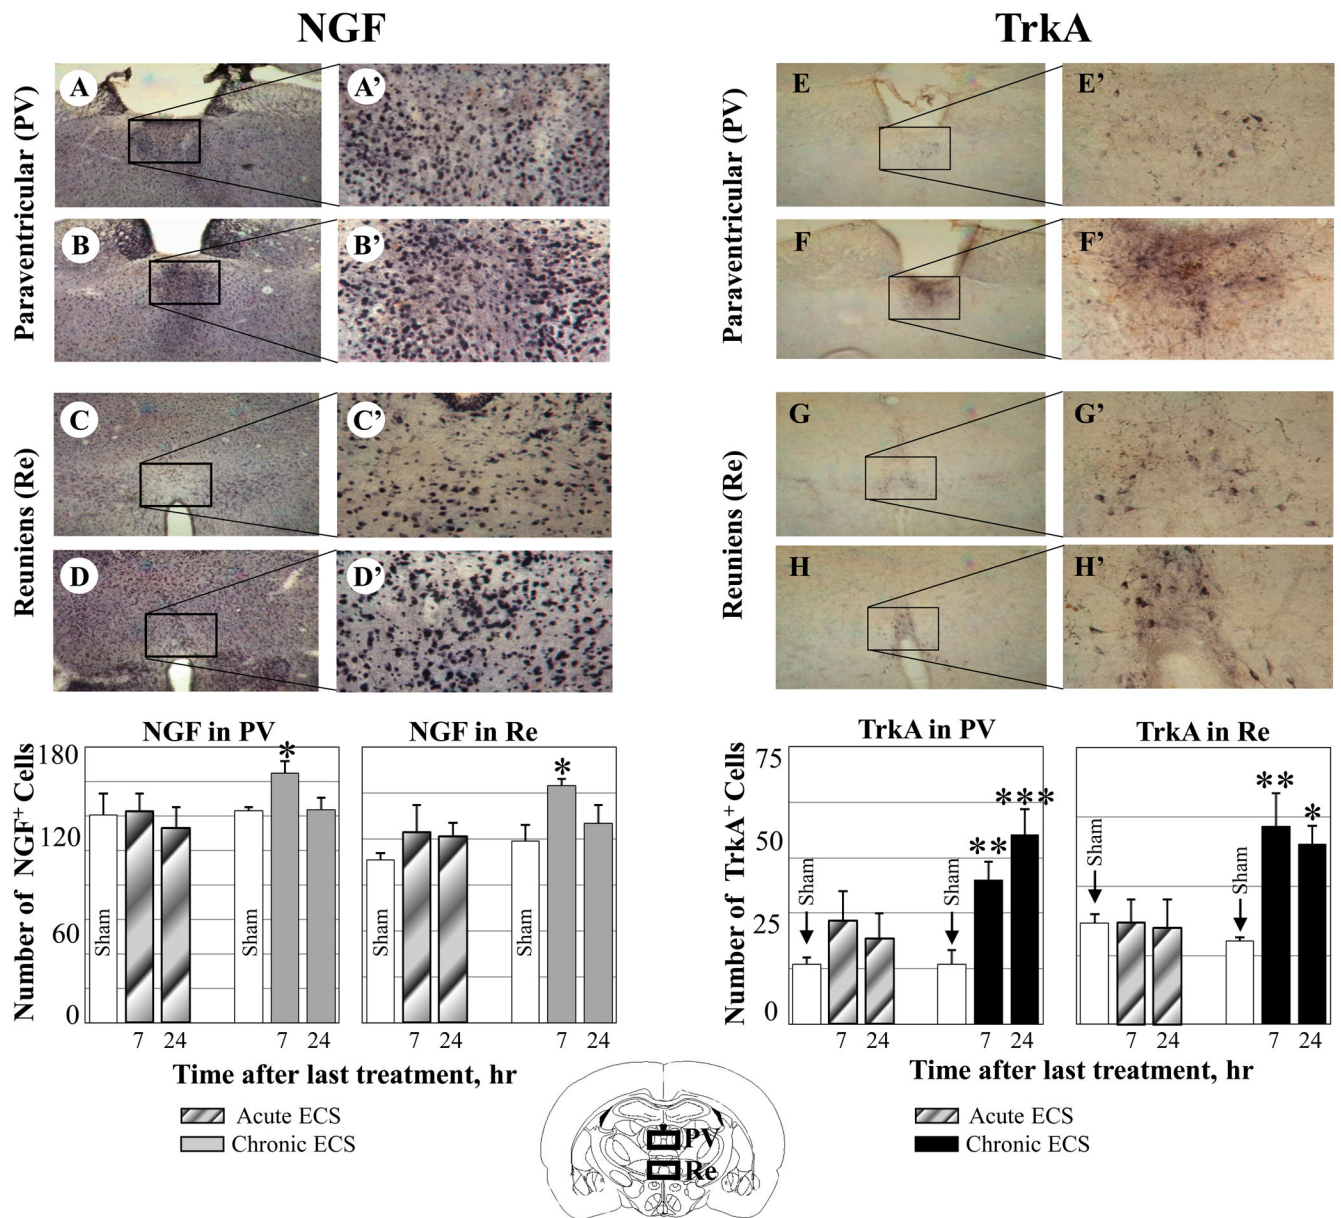 NGF
TrkA
Paraventricular (PV)
A
A’
B
B’
Reuniens (Re)
C
C’
D
D’
Paraventricular (PV)
E
E’
F
F’
Reuniens (Re)
G
G’
H
H’
NGF in PV
NGF in Re
Number of NGF+ Cells
180
120
60
0
Sham
*
Sham
Sham
*
Sham
7 24 7 24 7 24 7 24
Time after last treatment, hr
Acute ECS
Chronic ECS
TrkA in PV
TrkA in Re
Number of TrkA+ Cells
75
50
25
0
Sham
Sham
**
***
Sham
Sham
**
*
7 24 7 24 7 24 7 24
Time after last treatment, hr
Acute ECS
Chronic ECS
PV
Re